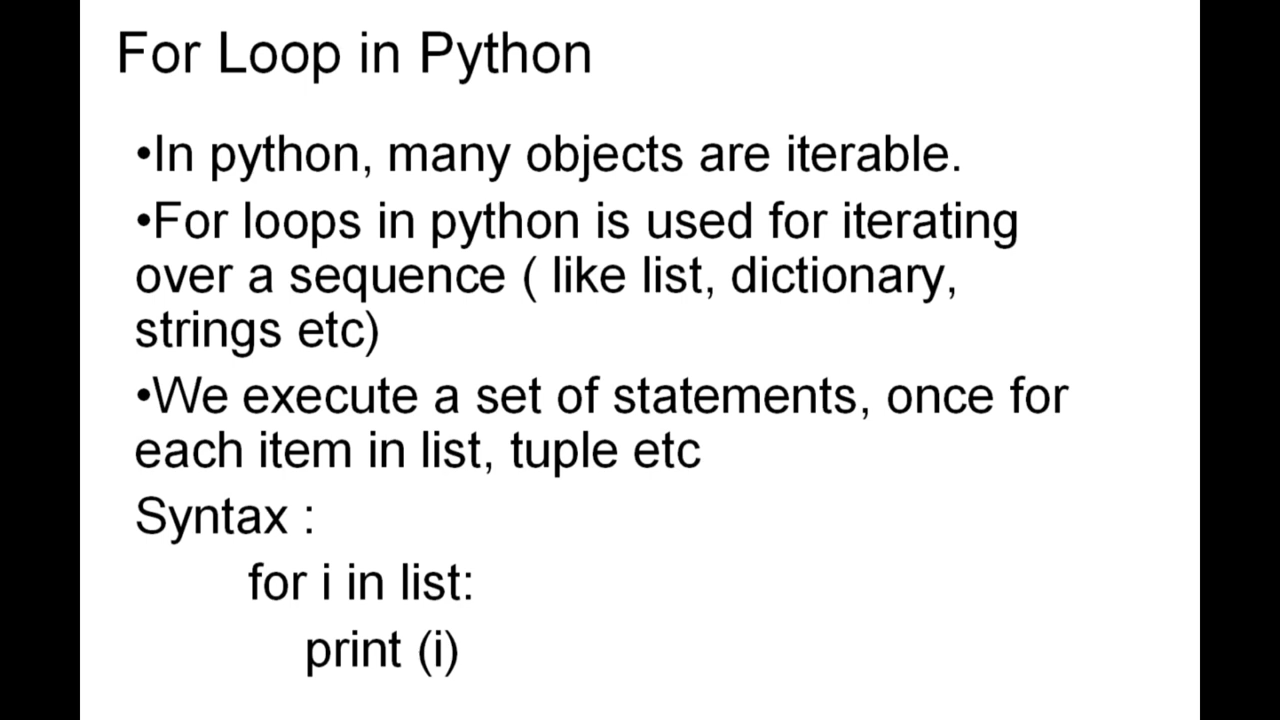 For Loop in Python
•In python, many objects are iterable.
•For loops in python is used for iterating
over a sequence ( like list, dictionary,
strings etc)
•We execute a set of statements, once for
each item in list, tuple etc
Syntax :
for i in list:
print (i)